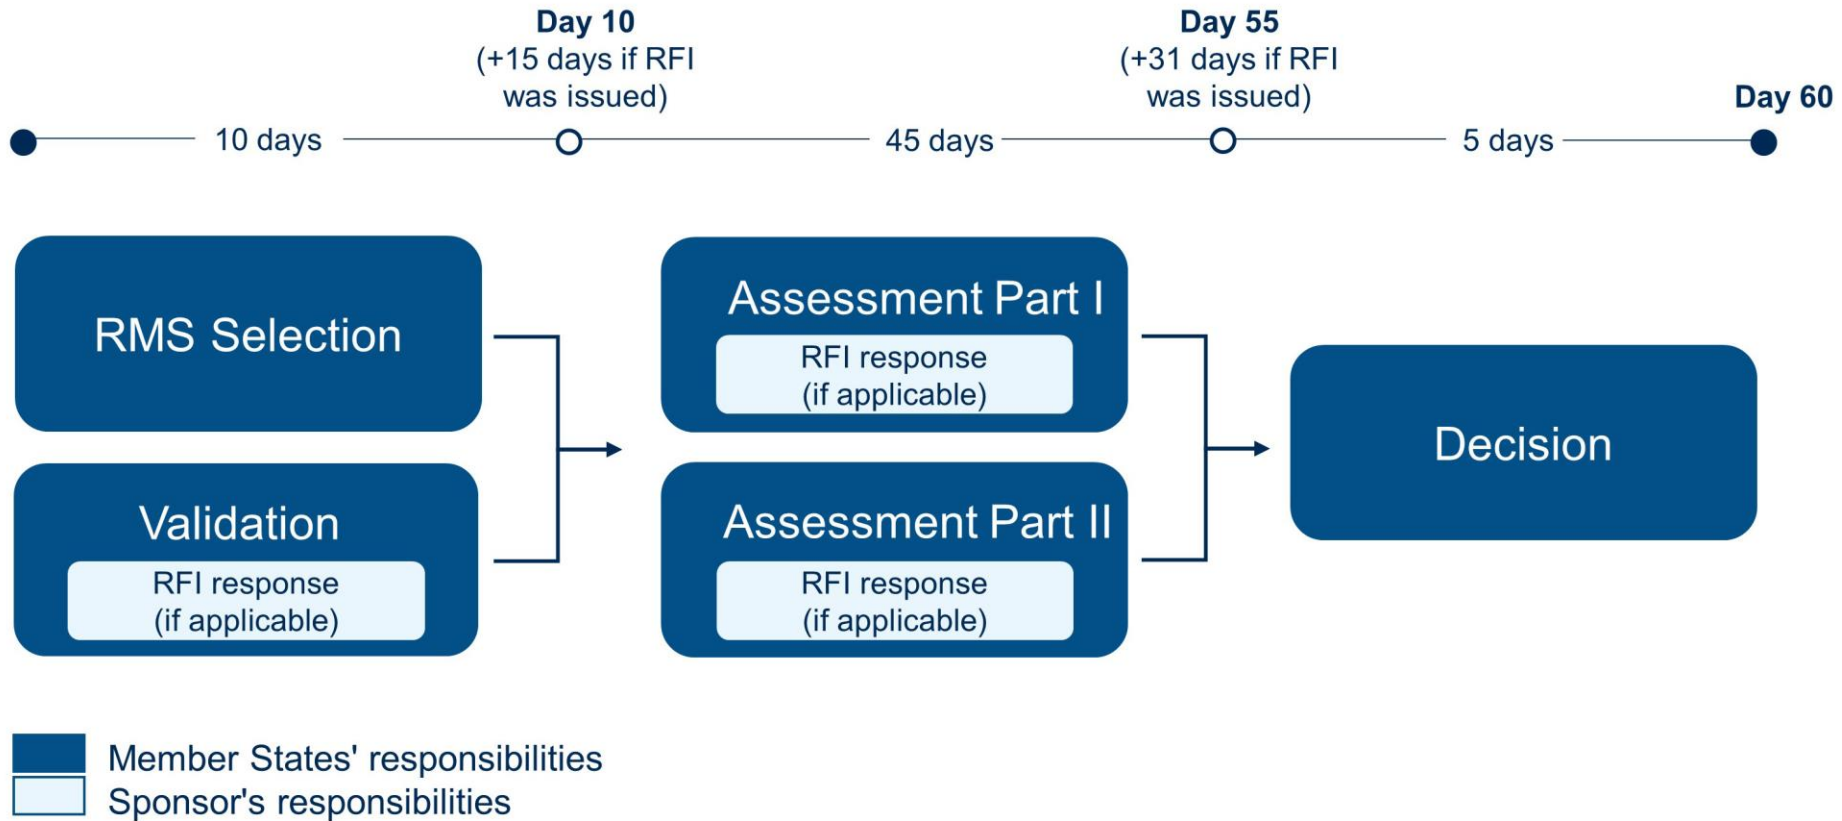 Day 10
(+15 days if RFI
was issued)
Day 55
(+31 days if RFI
was issued)
Day 60
10 days
45 days
5 days
RMS Selection
Validation
RFI response
(if applicable)
Assessment Part I
RFI response
(if applicable)
Assessment Part II
RFI response
(if applicable)
Decision
Member States' responsibilities
Sponsor's responsibilities